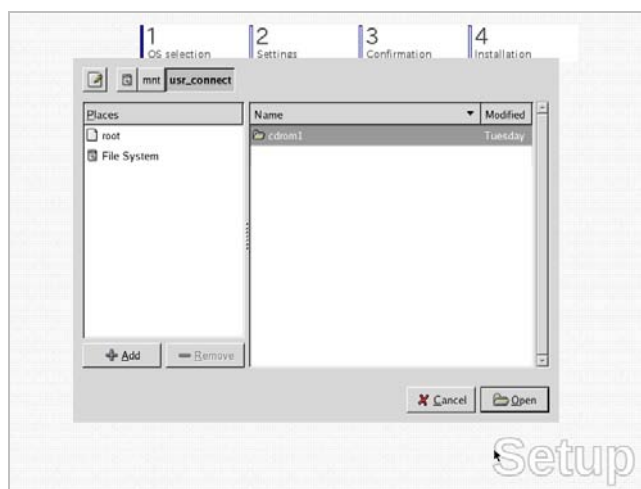 1
OS selection
2
Settings
3
Confirmation
4
Installation
mnt
usr_connect
Places
Name
Modified
root
cdrom1
Tuesday
File System
Add
Remove
Cancel
Open
Setup